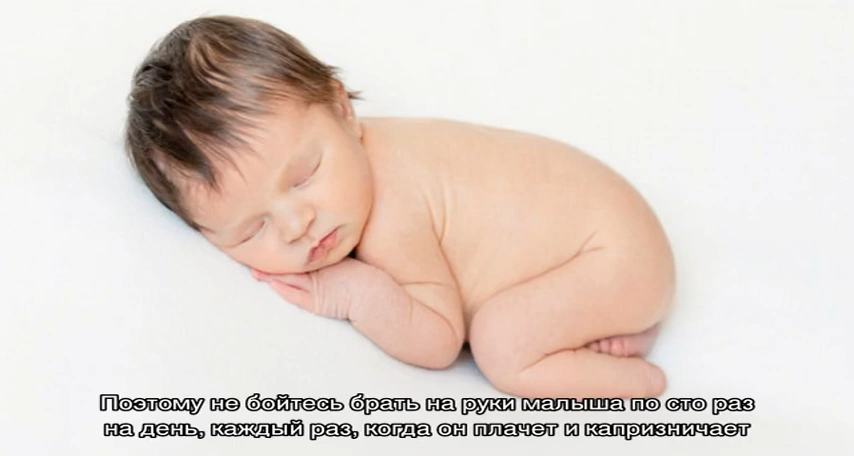 Поэтому не бойтесь брать на руки малыша по сто раз
на день, каждый раз, когда он плачет и капризничает